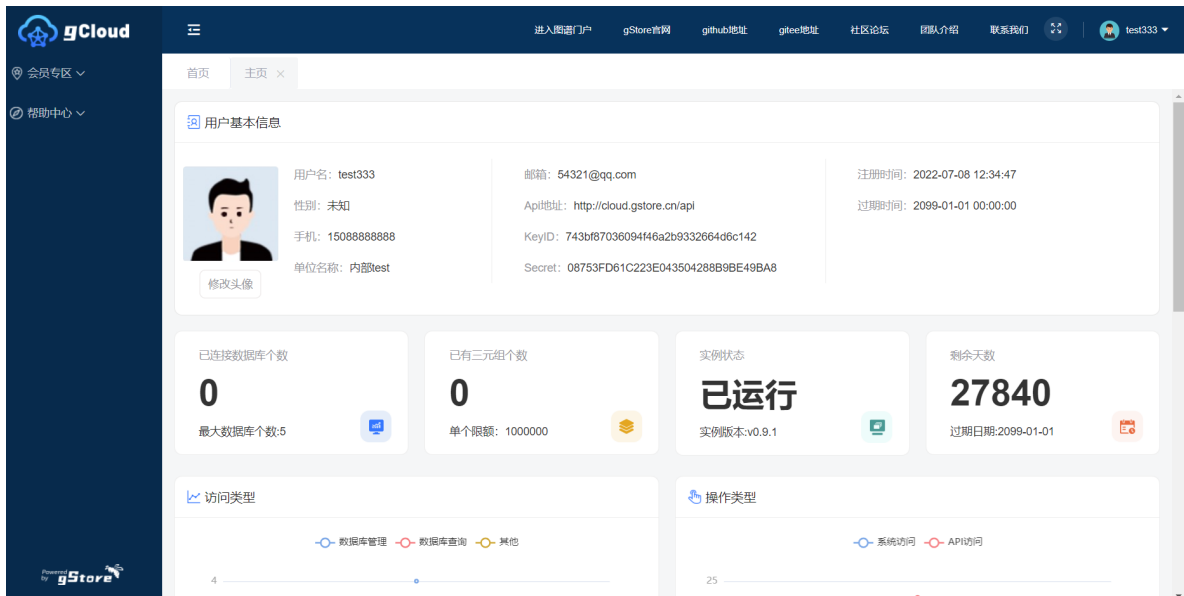 gCloud
进入图谱门户 gStore官网 github地址 gitee地址 社区论坛 团队介绍 联系我们 test333
会员专区
帮助中心
首页 主页
用户基本信息
用户名: test333
性别: 未知
手机: 15088888888
单位名称: 内部test
修改头像
邮箱: 54321@qq.com
Api地址: http://cloud.gstore.cn/api
KeyID: 743bf87036094f46a2b9332664d6c142
Secret: 08753FD61C223E043504288B9BE49BA8
注册时间: 2022-07-08 12:34:47
过期时间: 2099-01-01 00:00:00
已连接数据库个数
0
最大数据库个数:5
已有三元组个数
0
单个限额: 1000000
实例状态
已运行
实例版本:v0.9.1
剩余天数
27840
过期日期:2099-01-01
访问类型
数据库管理 数据库查询 其他
4
操作类型
系统访问 API访问
25
Powered by gStore